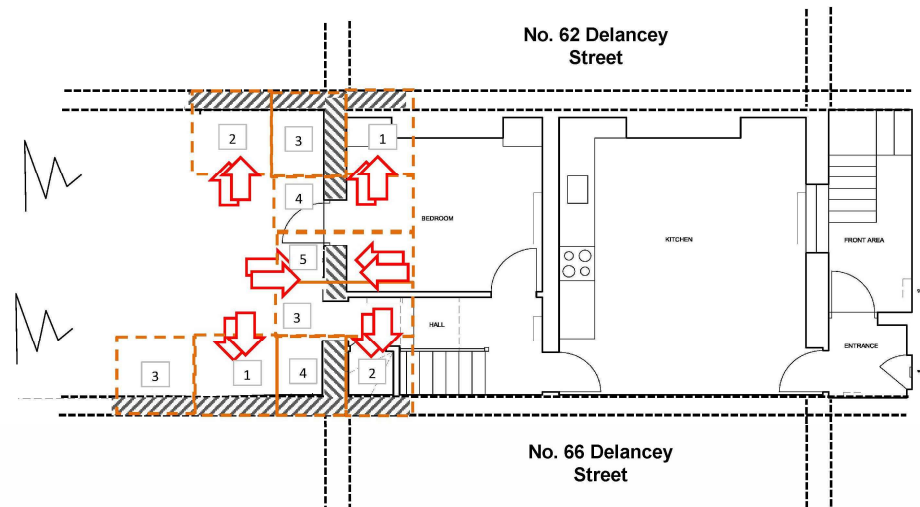 No. 62 Delancey
Street
2
3
1
4
BEDROOM
KITCHEN
FRONT AREA
5
3
HALL
ENTRANCE
3
1
4
2
No. 66 Delancey
Street